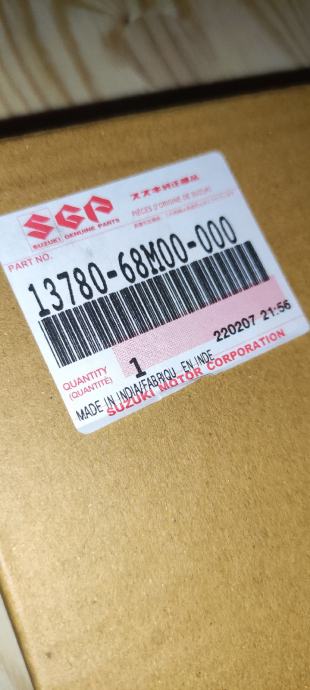 SGP
スズキ純正部品
SUZUKI GENUINE PARTS
PIÈCES D'ORIGINE DE SUZUKI
PART NO.
13780-68M00-000
QUANTITY
(QUANTITÉ)
1
220207 21:56
MADE IN INDIA/FABRIQU. EN INDE
SUZUKI MOTOR CORPORATION